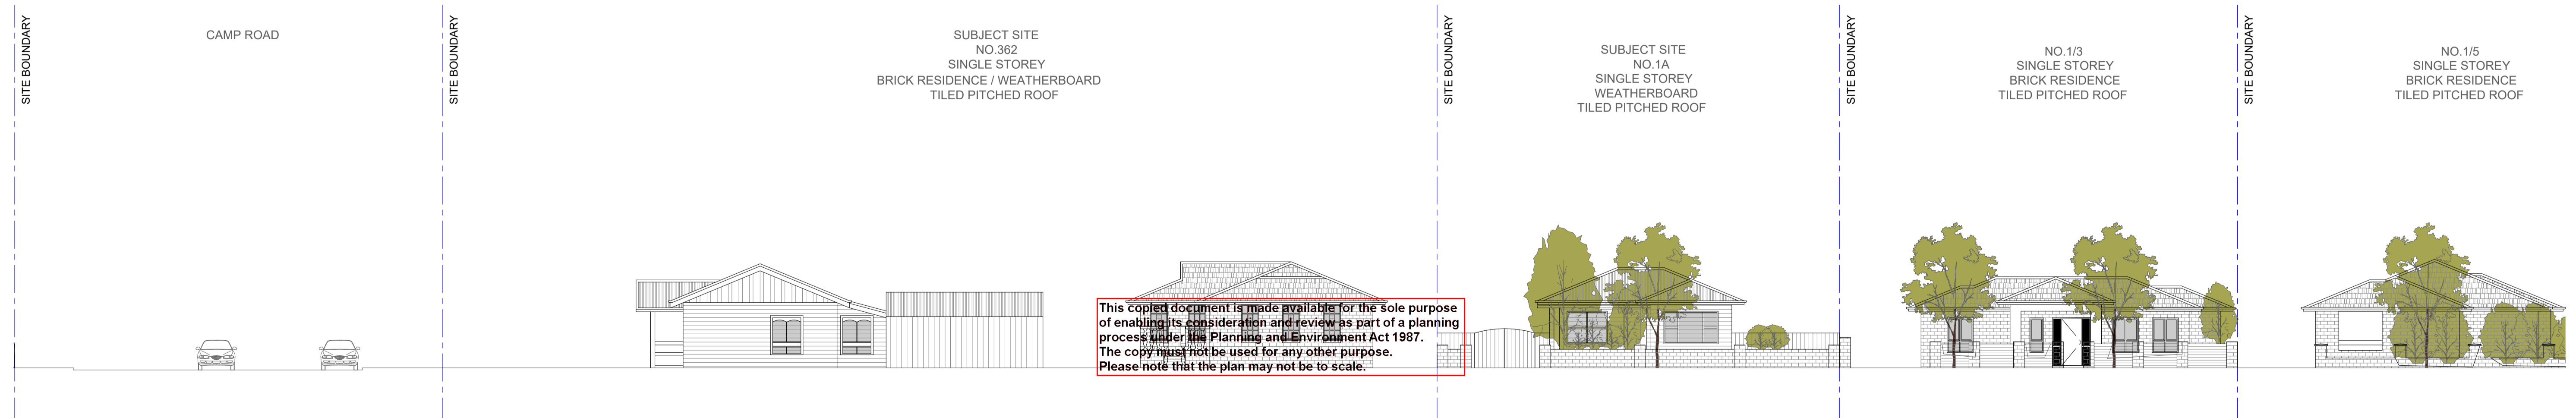 SITE BOUNDARY
CAMP ROAD
SITE BOUNDARY
SUBJECT SITE
NO.362
SINGLE STOREY
BRICK RESIDENCE / WEATHERBOARD
TILED PITCHED ROOF
SITE BOUNDARY
SUBJECT SITE
NO.1A
SINGLE STOREY
WEATHERBOARD
TILED PITCHED ROOF
SITE BOUNDARY
NO.1/3
SINGLE STOREY
BRICK RESIDENCE
TILED PITCHED ROOF
SITE BOUNDARY
NO.1/5
SINGLE STOREY
BRICK RESIDENCE
TILED PITCHED ROOF
This copied document is made available for the sole purpose
of enabling its consideration and review as part of a planning
process under the Planning and Environment Act 1987.
The copy must not be used for any other purpose.
Please note that the plan may not be to scale.